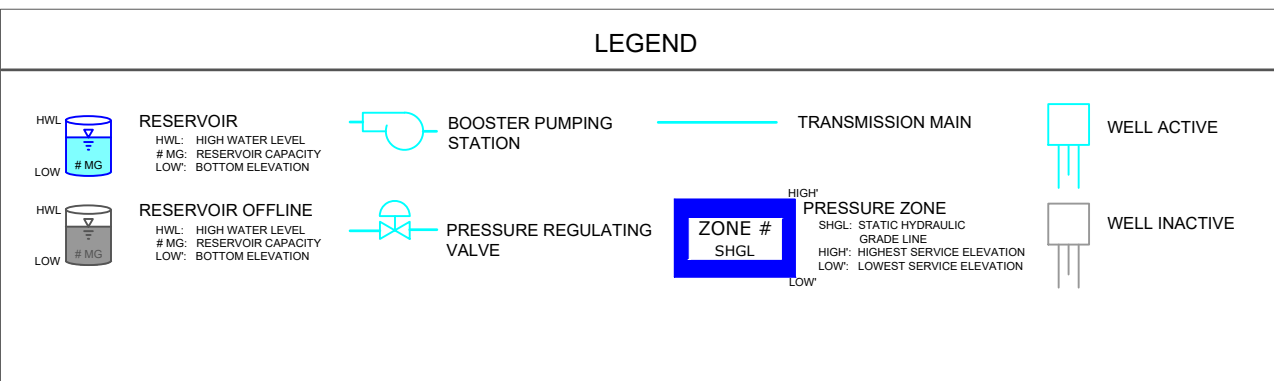 LEGEND
HWL
# MG
LOW
RESERVOIR
HWL: HIGH WATER LEVEL
# MG: RESERVOIR CAPACITY
LOW': BOTTOM ELEVATION
BOOSTER PUMPING
STATION
TRANSMISSION MAIN
WELL ACTIVE
HWL
# MG
LOW
RESERVOIR OFFLINE
HWL: HIGH WATER LEVEL
# MG: RESERVOIR CAPACITY
LOW': BOTTOM ELEVATION
PRESSURE REGULATING
VALVE
HIGH'
ZONE #
SHGL
LOW'
PRESSURE ZONE
SHGL: STATIC HYDRAULIC
GRADE LINE
HIGH': HIGHEST SERVICE ELEVATION
LOW': LOWEST SERVICE ELEVATION
WELL INACTIVE